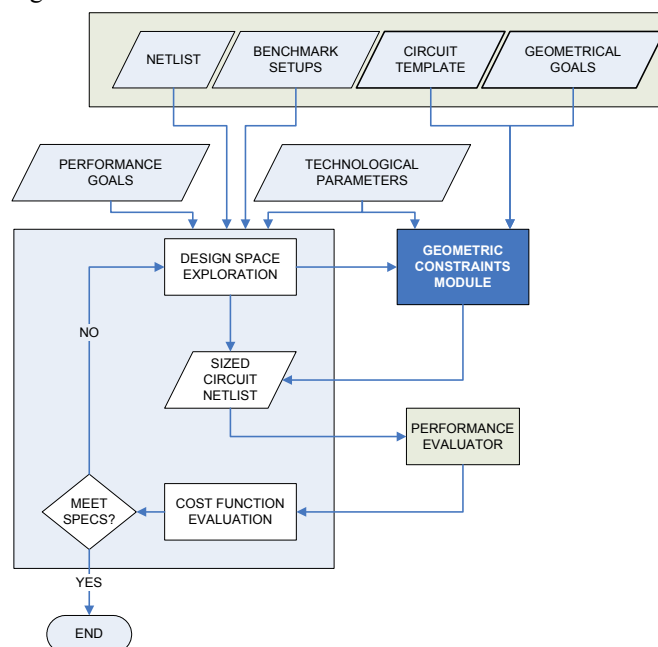 NETLIST
BENCHMARK
SETUPS
CIRCUIT
TEMPLATE
GEOMETRICAL
GOALS
PERFORMANCE
GOALS
TECHNOLOGICAL
PARAMETERS
DESIGN SPACE
EXPLORATION
GEOMETRIC
CONSTRAINTS
MODULE
NO
SIZED
CIRCUIT
NETLIST
PERFORMANCE
EVALUATOR
MEET
SPECS?
COST FUNCTION
EVALUATION
YES
END